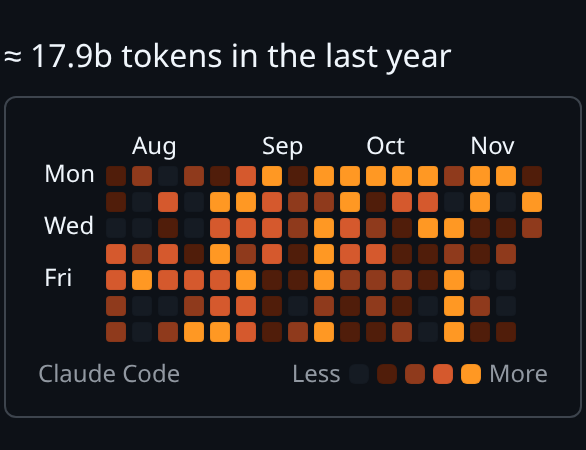 ≈ 17.9b tokens in the last year
Aug Sep Oct Nov
Mon
Wed
Fri
Claude Code Less More